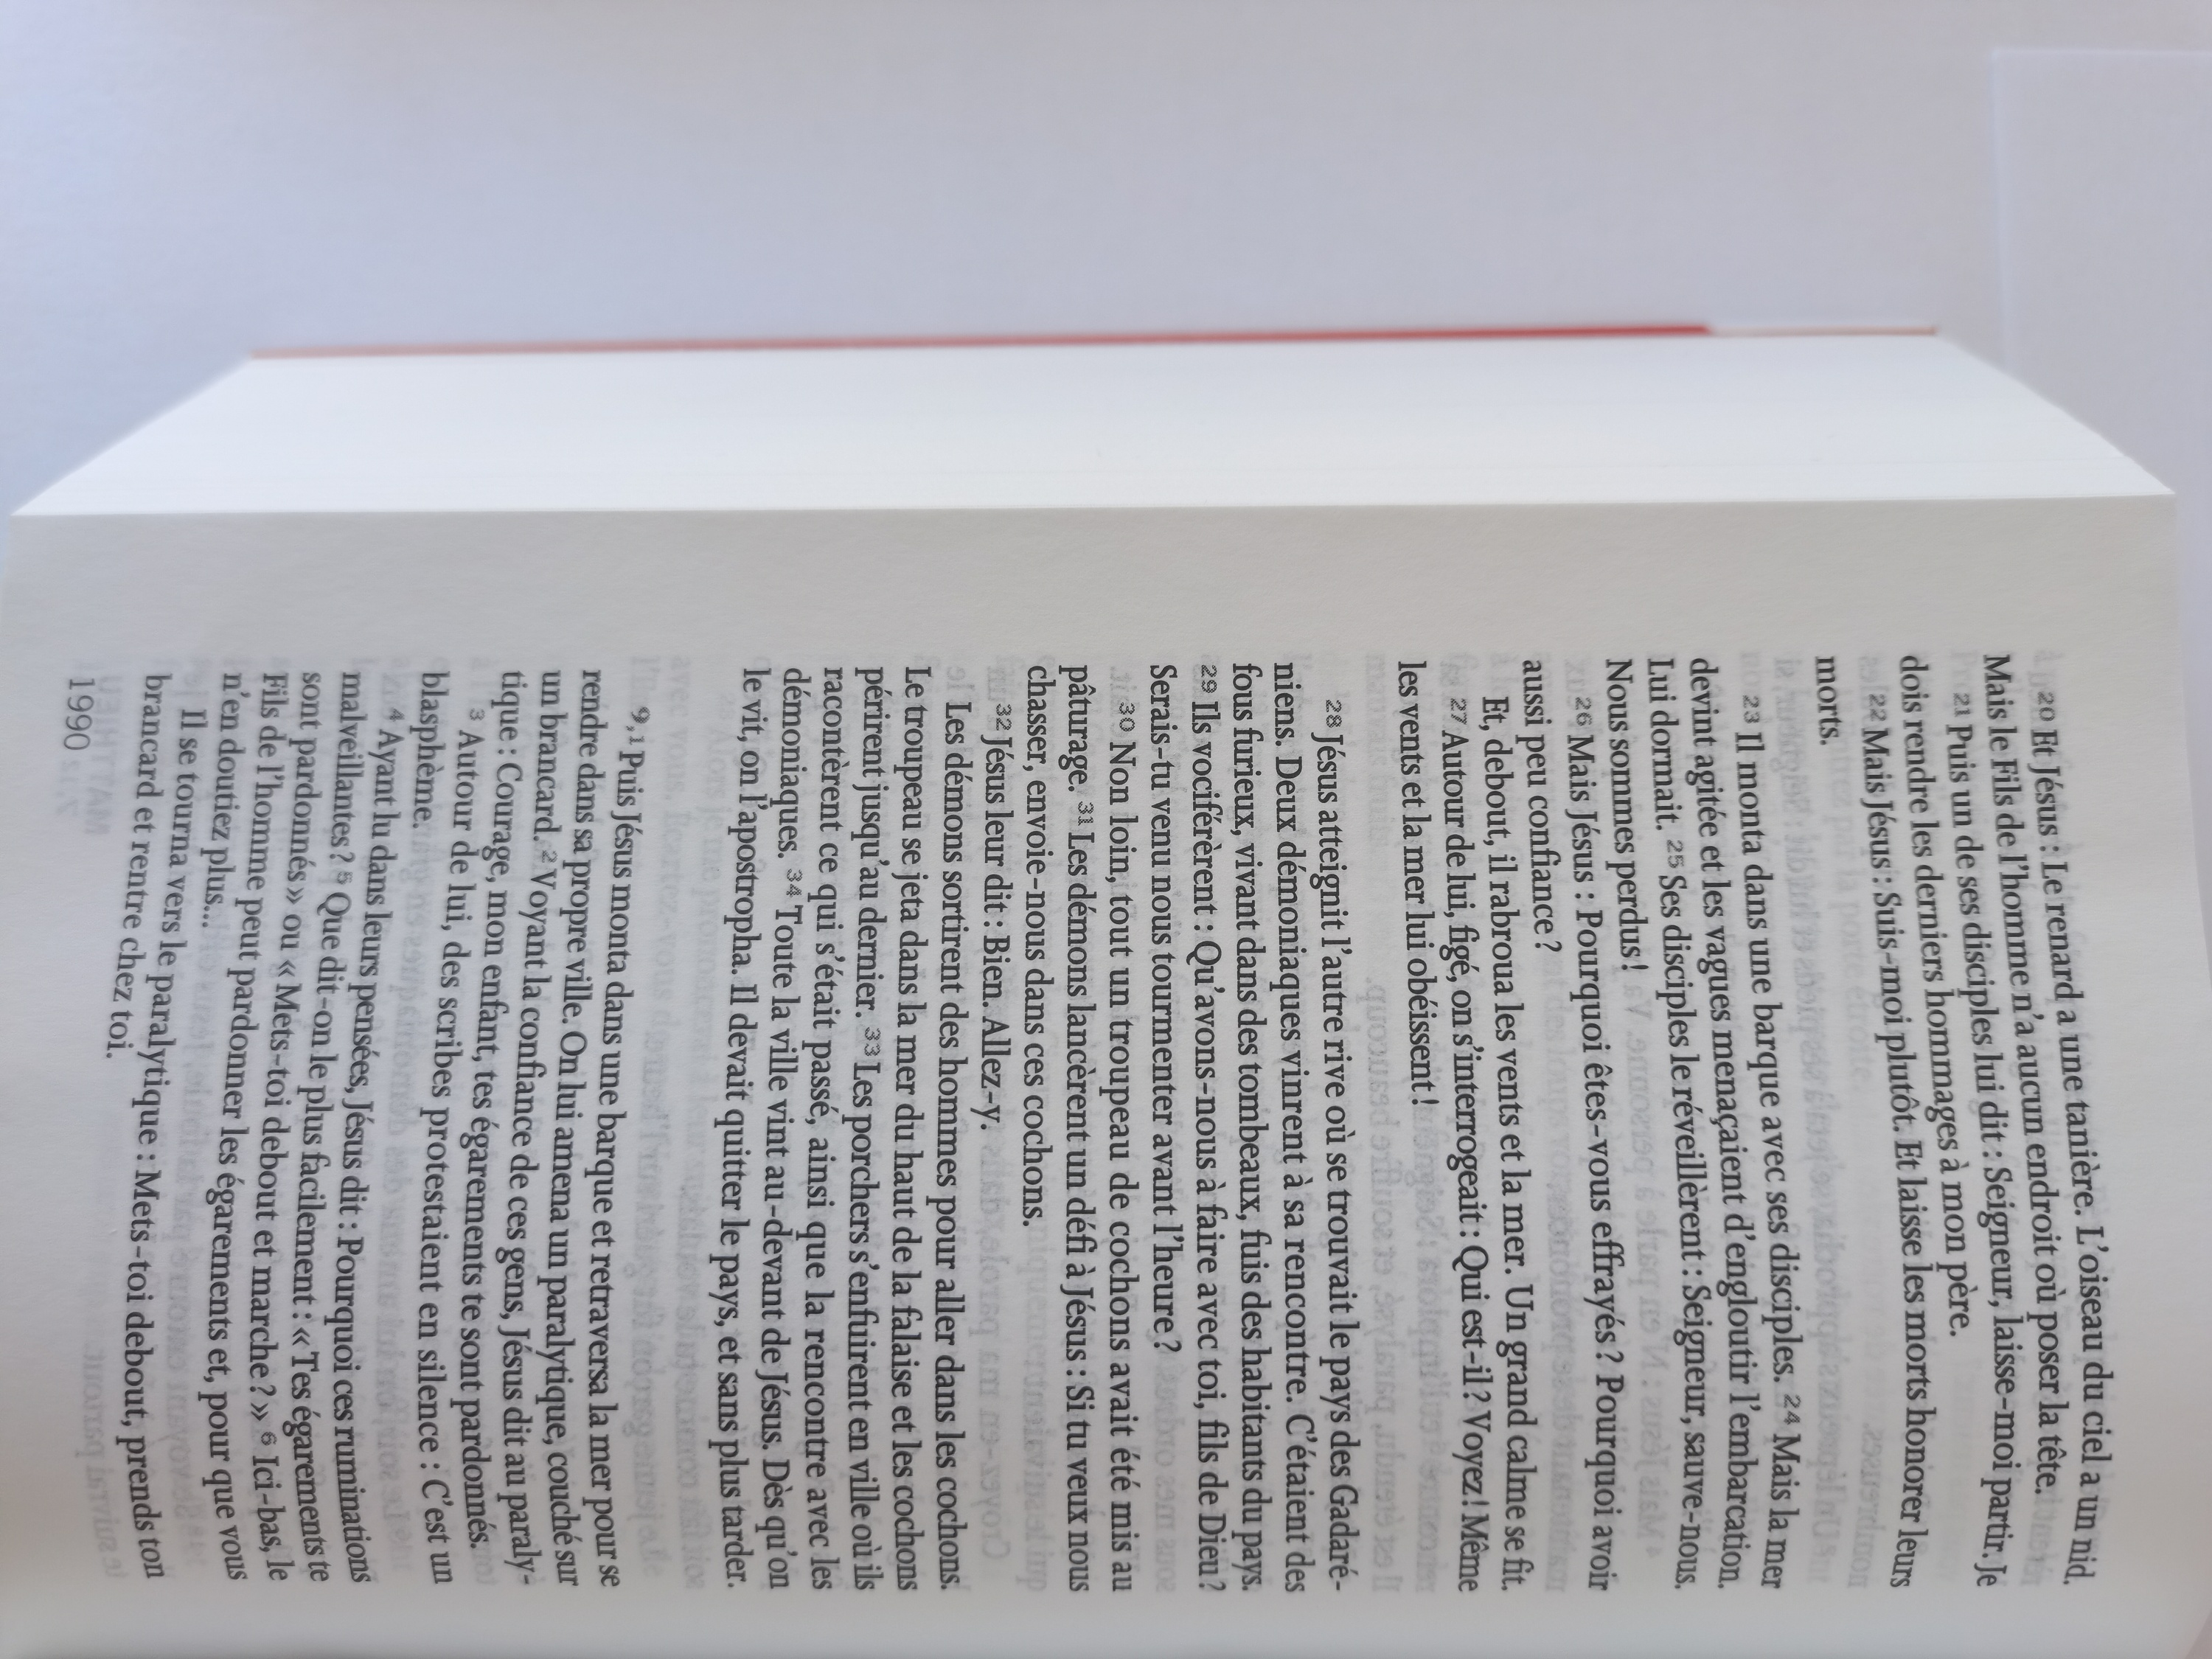 20 Et Jésus : Le renard a une tanière. L'oiseau du ciel a un nid.
Mais le Fils de l'homme n'a aucun endroit où poser la tête.
21 Puis un de ses disciples lui dit : Seigneur, laisse-moi partir. Je
dois rendre les derniers hommages à mon père.
22 Mais Jésus : Suis-moi plutôt. Et laisse les morts honorer leurs
morts.
23 Il monta dans une barque avec ses disciples. 24 Mais la mer
devint agitée et les vagues menaçaient d'engloutir l'embarcation.
Lui dormait. 25 Ses disciples le réveillèrent : Seigneur, sauve-nous.
Nous sommes perdus !
26 Mais Jésus : Pourquoi êtes-vous effrayés ? Pourquoi avoir
aussi peu confiance ?
Et, debout, il rabroua les vents et la mer. Un grand calme se fit.
27 Autour de lui, figé, on s'interrogeait : Qui est-il ? Voyez ! Même
les vents et la mer lui obéissent !
28 Jésus atteignit l'autre rive où se trouvait le pays des Gadaré-
niens. Deux démoniaques vinrent à sa rencontre. C'étaient des
fous furieux, vivant dans des tombeaux, fuis des habitants du pays.
29 Ils vociférèrent : Qu'avons-nous à faire avec toi, fils de Dieu ?
Serais-tu venu nous tourmenter avant l'heure ?
30 Non loin, tout un troupeau de cochons avait été mis au
pâturage. 31 Les démons lancèrent un défi à Jésus : Si tu veux nous
chasser, envoie-nous dans ces cochons.
32 Jésus leur dit : Bien. Allez-y.
Les démons sortirent des hommes pour aller dans les cochons.
Le troupeau se jeta dans la mer du haut de la falaise et les cochons
périrent jusqu'au dernier. 33 Les porchers s'enfuirent en ville où ils
racontèrent ce qui s'était passé, ainsi que la rencontre avec les
démoniaques. 34 Toute la ville vint au-devant de Jésus. Dès qu'on
le vit, on l'apostropha. Il devait quitter le pays, et sans plus tarder.
9,1 Puis Jésus monta dans une barque et retraversa la mer pour se
rendre dans sa propre ville. On lui amena un paralytique, couché sur
un brancard. 2 Voyant la confiance de ces gens, Jésus dit au paraly-
tique : Courage, mon enfant, tes égarements te sont pardonnés.
3 Autour de lui, des scribes protestaient en silence : C'est un
blasphème.
4 Ayant lu dans leurs pensées, Jésus dit : Pourquoi ces ruminations
malveillantes ? 5 Que dit-on le plus facilement : « Tes égarements te
sont pardonnés » ou « Mets-toi debout et marche ? » 6 Ici-bas, le
Fils de l'homme peut pardonner les égarements et, pour que vous
n'en doutiez plus...
Il se tourna vers le paralytique : Mets-toi debout, prends ton
brancard et rentre chez toi.
1990